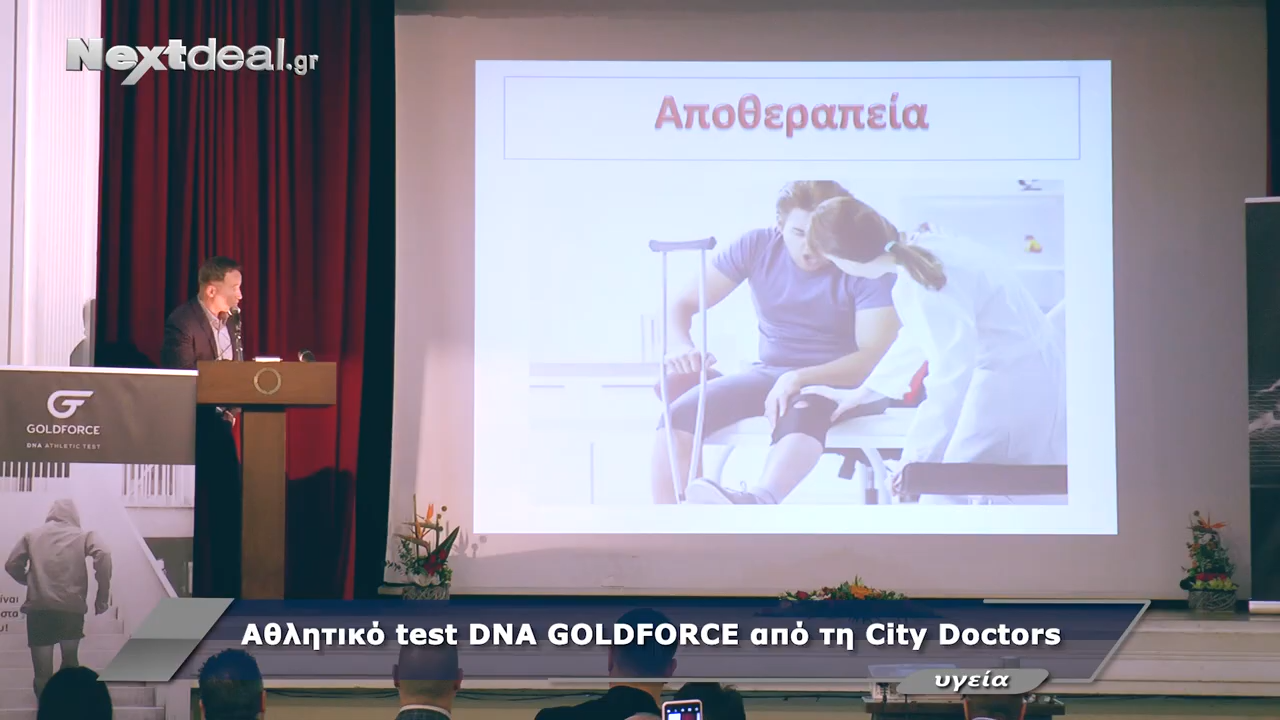 Nextdeal.gr
Αποθεραπεία
GOLDFORCE
DNA ATHLETIC TEST
Αθλητικό test DNA GOLDFORCE από τη City Doctors
υγεία